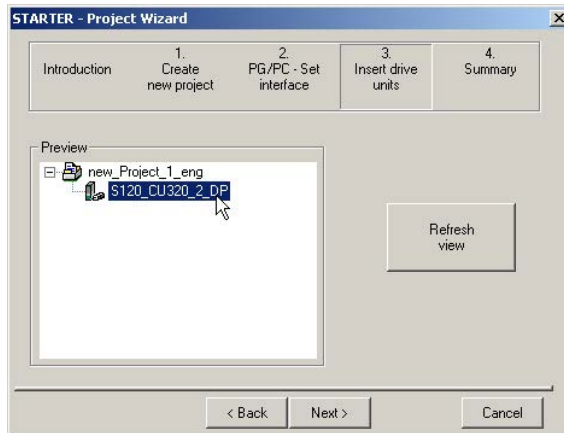 STARTER - Project Wizard
Introduction
1.
Create
new project
2.
PG/PC - Set
interface
3.
Insert drive
units
4.
Summary
Preview
new_Project_1_eng
S120_CU320_2_DP
Refresh
view
< Back
Next >
Cancel